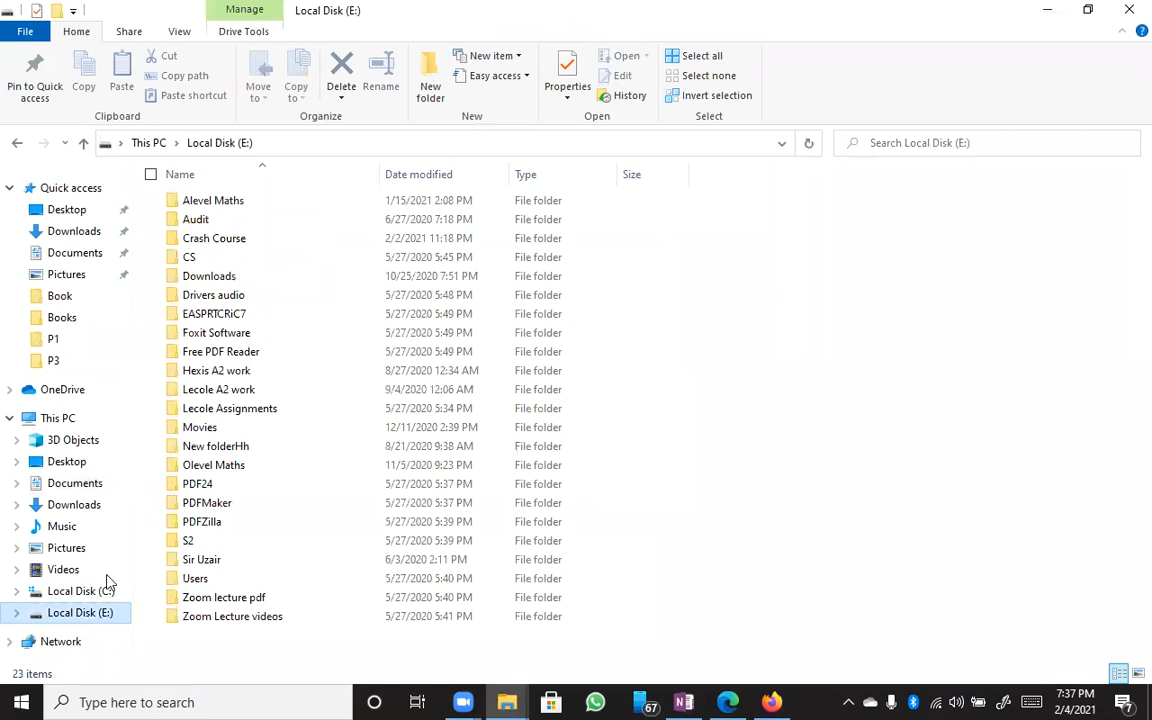 Manage Local Disk (E:)
File Home Share View Drive Tools
Pin to Quick access
Copy
Paste
Cut
Copy path
Paste shortcut
Clipboard
Move to
Copy to
Delete
Rename
Organize
New folder
New item
Easy access
New
Properties
Open
Edit
History
Open
Select all
Select none
Invert selection
Select
This PC Local Disk (E:) Search Local Disk (E:)
Quick access
Desktop
Downloads
Documents
Pictures
Book
Books
P1
P3
OneDrive
This PC
3D Objects
Desktop
Documents
Downloads
Music
Pictures
Videos
Local Disk (C:)
Local Disk (E:)
Network
Name Date modified Type Size
Alevel Maths 1/15/2021 2:08 PM File folder
Audit 6/27/2020 7:18 PM File folder
Crash Course 2/2/2021 11:18 PM File folder
CS 5/27/2020 5:45 PM File folder
Downloads 10/25/2020 7:51 PM File folder
Drivers audio 5/27/2020 5:48 PM File folder
EASPRTCRiC7 5/27/2020 5:49 PM File folder
Foxit Software 5/27/2020 5:49 PM File folder
Free PDF Reader 5/27/2020 5:49 PM File folder
Hexis A2 work 8/27/2020 12:34 AM File folder
Lecole A2 work 9/4/2020 12:06 AM File folder
Lecole Assignments 5/27/2020 5:34 PM File folder
Movies 12/11/2020 2:39 PM File folder
New folderHh 8/21/2020 9:38 AM File folder
Olevel Maths 11/5/2020 9:23 PM File folder
PDF24 5/27/2020 5:37 PM File folder
PDFMaker 5/27/2020 5:37 PM File folder
PDFZilla 5/27/2020 5:39 PM File folder
S2 5/27/2020 5:39 PM File folder
Sir Uzair 6/3/2020 2:11 PM File folder
Users 5/27/2020 5:40 PM File folder
Zoom lecture pdf 5/27/2020 5:40 PM File folder
Zoom Lecture videos 5/27/2020 5:41 PM File folder
23 items
Type here to search
67
7:37 PM
2/4/2021
7